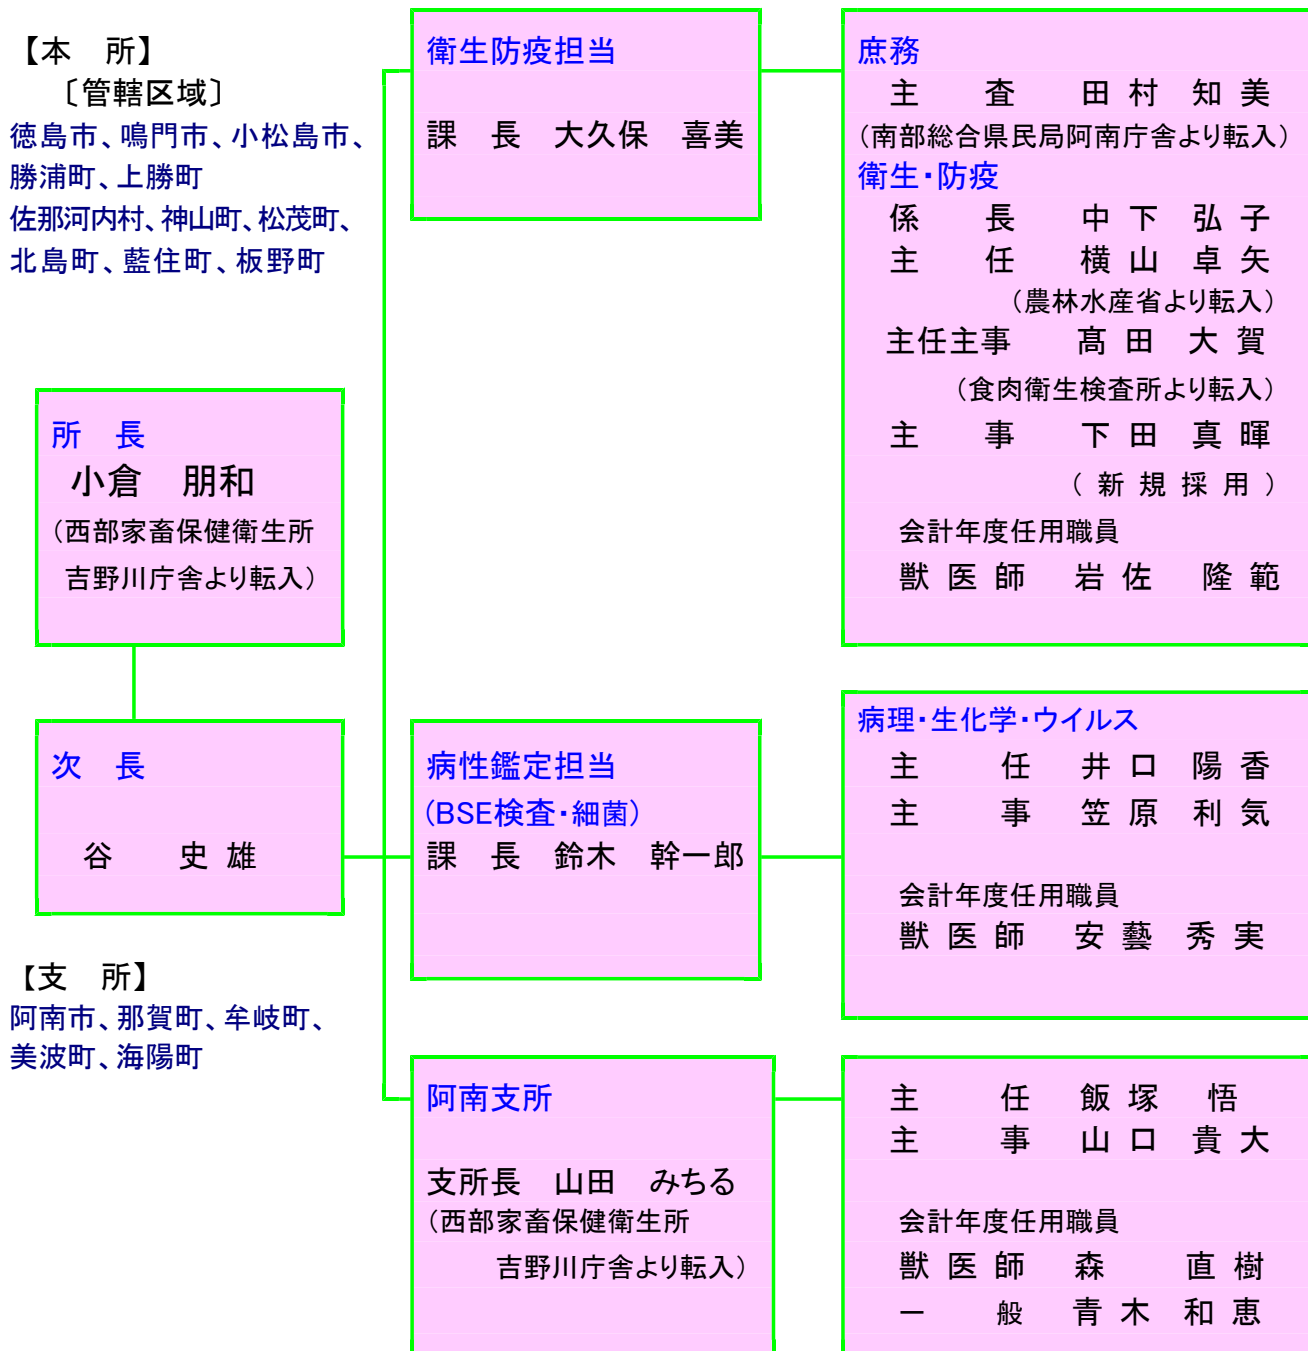 【本　所】
〔管轄区域〕
徳島市、鳴門市、小松島市、
勝浦町、上勝町
佐那河内村、神山町、松茂町、
北島町、藍住町、板野町
所　長
小倉　朋和
（西部家畜保健衛生所
吉野川庁舎より転入）
次　長
谷　　史 雄
【支　所】
阿南市、那賀町、牟岐町、
美波町、海陽町
衛生防疫担当
課　長　大久保　喜美
庶務
主　　査　　田 村　知 美
（南部総合県民局阿南庁舎より転入）
衛生・防疫
係　　長　　中 下　弘 子
主　　任　　横 山　卓 矢
（農林水産省より転入）
主任主事　　髙 田　大 賀
（食肉衛生検査所より転入）
主　　事　　下 田　真 暉
（ 新 規 採 用 ）
会計年度任用職員
獣 医 師　岩 佐　隆 範
病性鑑定担当
（BSE検査・細菌）
課　長　鈴木　幹一郎
病理・生化学・ウイルス
主　　　任　井 口　陽 香
主　　　事　笠 原　利 気
会計年度任用職員
獣 医 師　安 藝　秀 実
阿南支所
支所長　山田　みちる
（西部家畜保健衛生所
吉野川庁舎より転入）
主　　　任　飯 塚　悟
主　　　事　山 口　貴 大
会計年度任用職員
獣 医 師　森　　直 樹
一　　般　青 木　和 恵